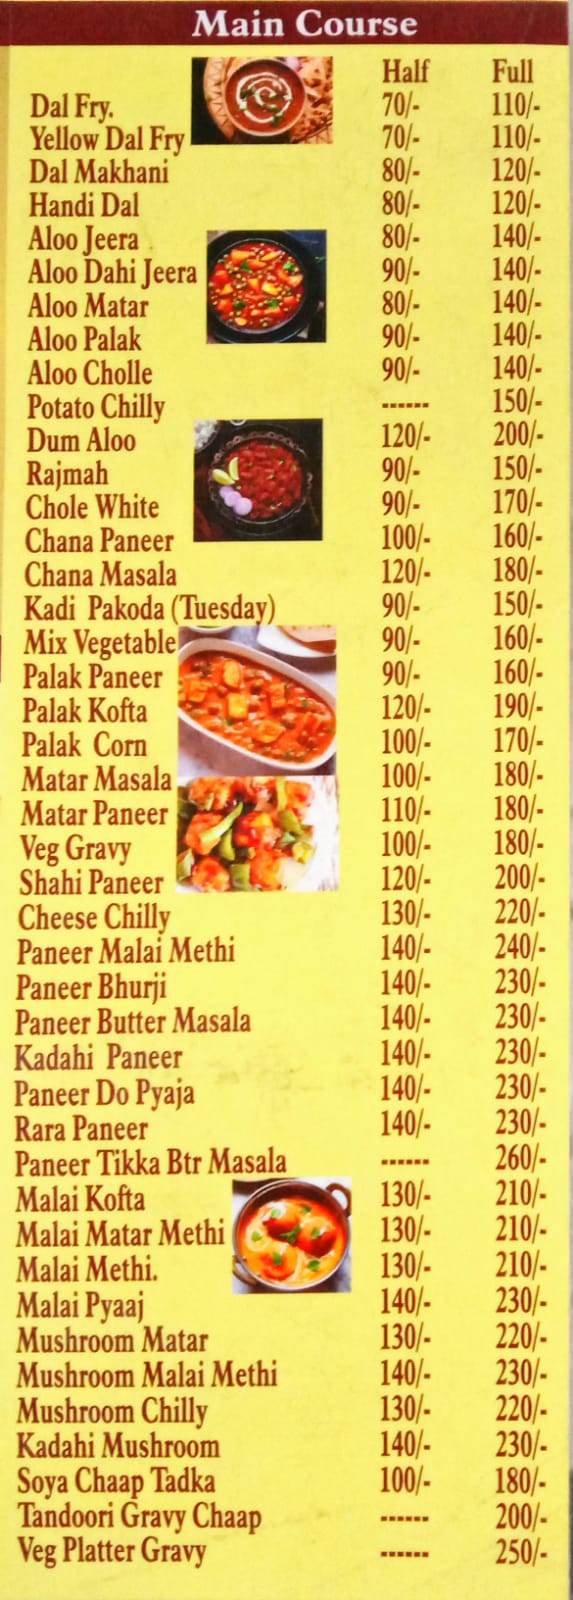 Main Course
Half Full
Dal Fry. 70/- 110/-
Yellow Dal Fry 70/- 110/-
Dal Makhani 80/- 120/-
Handi Dal 80/- 120/-
Aloo Jeera 80/- 140/-
Aloo Dahi Jeera 90/- 140/-
Aloo Matar 80/- 140/-
Aloo Palak 90/- 140/-
Aloo Cholle 90/- 140/-
Potato Chilly ------ 150/-
Dum Aloo 120/- 200/-
Rajmah 90/- 150/-
Chole White 90/- 170/-
Chana Paneer 100/- 160/-
Chana Masala 120/- 180/-
Kadi Pakoda (Tuesday) 90/- 150/-
Mix Vegetable 90/- 160/-
Palak Paneer 90/- 160/-
Palak Kofta 120/- 190/-
Palak Corn 100/- 170/-
Matar Masala 100/- 180/-
Matar Paneer 110/- 180/-
Veg Gravy 100/- 180/-
Shahi Paneer 120/- 200/-
Cheese Chilly 130/- 220/-
Paneer Malai Methi 140/- 240/-
Paneer Bhurji 140/- 230/-
Paneer Butter Masala 140/- 230/-
Kadahi Paneer 140/- 230/-
Paneer Do Pyaja 140/- 230/-
Rara Paneer 140/- 230/-
Paneer Tikka Btr Masala ------ 260/-
Malai Kofta 130/- 210/-
Malai Matar Methi 130/- 210/-
Malai Methi. 130/- 210/-
Malai Pyaaj 140/- 230/-
Mushroom Matar 130/- 220/-
Mushroom Malai Methi 140/- 230/-
Mushroom Chilly 130/- 220/-
Kadahi Mushroom 140/- 230/-
Soya Chaap Tadka 100/- 180/-
Tandoori Gravy Chaap ------ 200/-
Veg Platter Gravy ------ 250/-